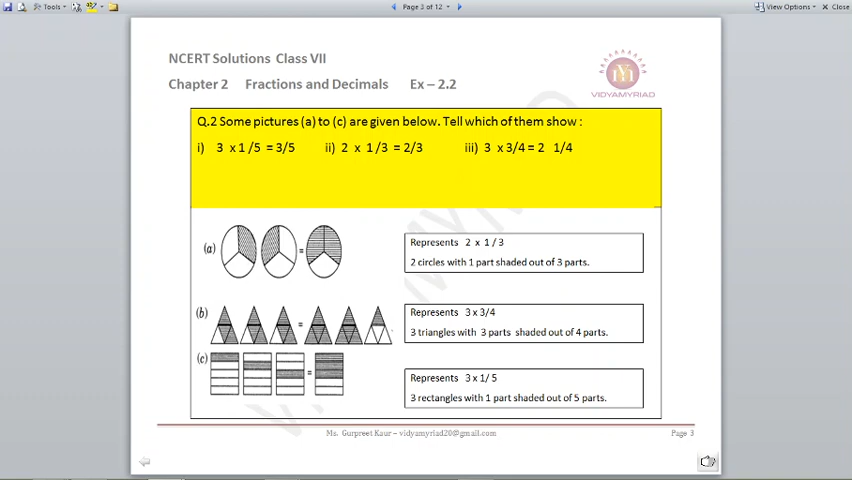 Tools
Page 3 of 12
View Options
Close
NCERT Solutions Class VII
Chapter 2 Fractions and Decimals Ex – 2.2
VIDYAMYRIAD
Q.2 Some pictures (a) to (c) are given below. Tell which of them show :
i) 3 x 1 /5 = 3/5 ii) 2 x 1 /3 = 2/3 iii) 3 x 3/4 = 2 1/4
(a) =
Represents 2 x 1 / 3
2 circles with 1 part shaded out of 3 parts.
(b) =
Represents 3 x 3/4
3 triangles with 3 parts shaded out of 4 parts.
(c) =
Represents 3 x 1/ 5
3 rectangles with 1 part shaded out of 5 parts.
Ms. Gurpreet Kaur – vidyamyriad20@gmail.com Page 3